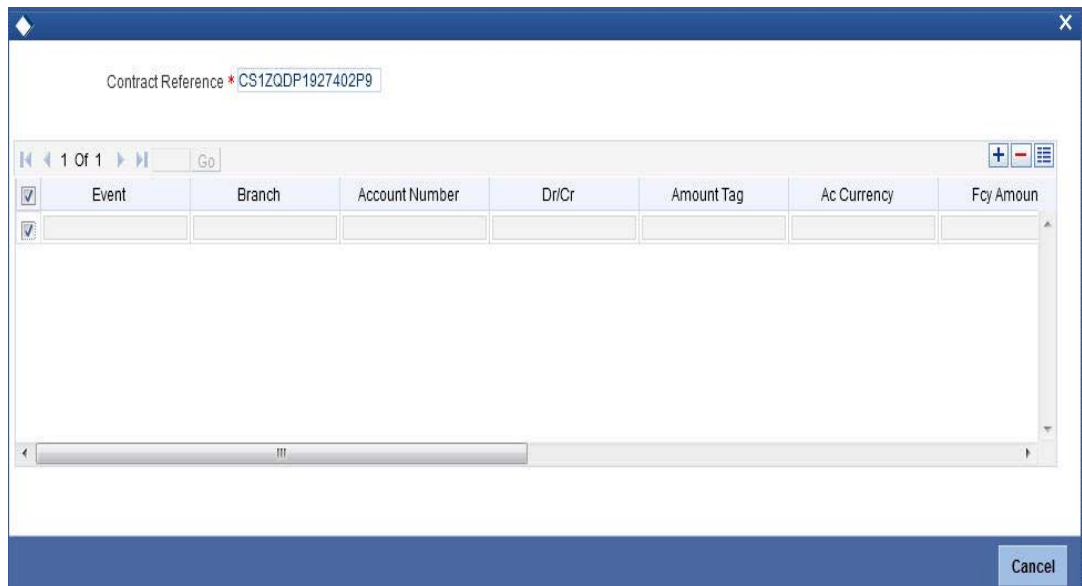 X
Contract Reference * CS1ZQDP1927402P9
1 Of 1 Go
Event Branch Account Number Dr/Cr Amount Tag Ac Currency Fcy Amoun
Cancel